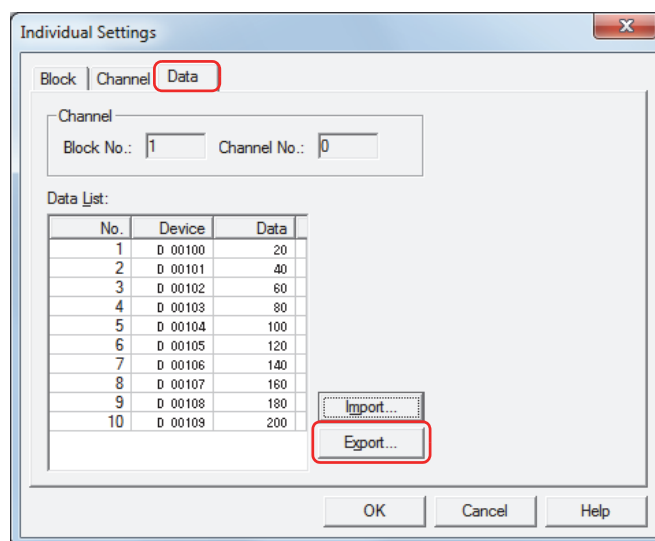 Individual Settings
Block Channel Data
Channel
Block No.: 1 Channel No.: 0
Data List:
No. Device Data
1 D 00100 20
2 D 00101 40
3 D 00102 60
4 D 00103 80
5 D 00104 100
6 D 00105 120
7 D 00106 140
8 D 00107 160
9 D 00108 180
10 D 00109 200
Import...
Export...
OK Cancel Help